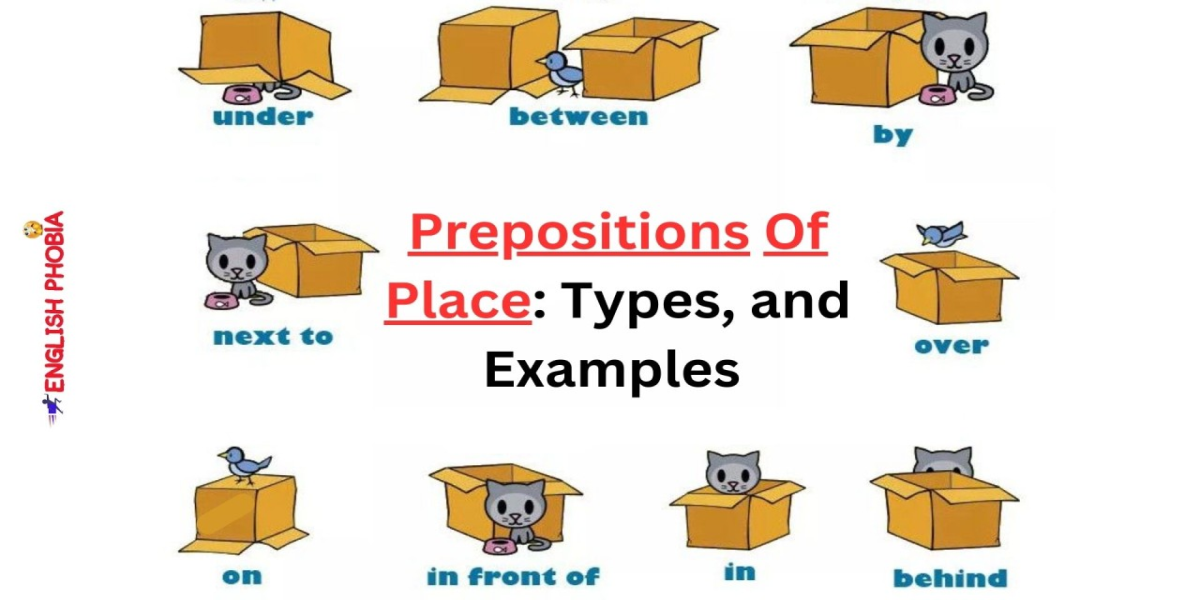 under
between
by
ENGLISH PHOBIA
Prepositions Of
Place: Types, and
Examples
next to
over
on
in front of
in
behind